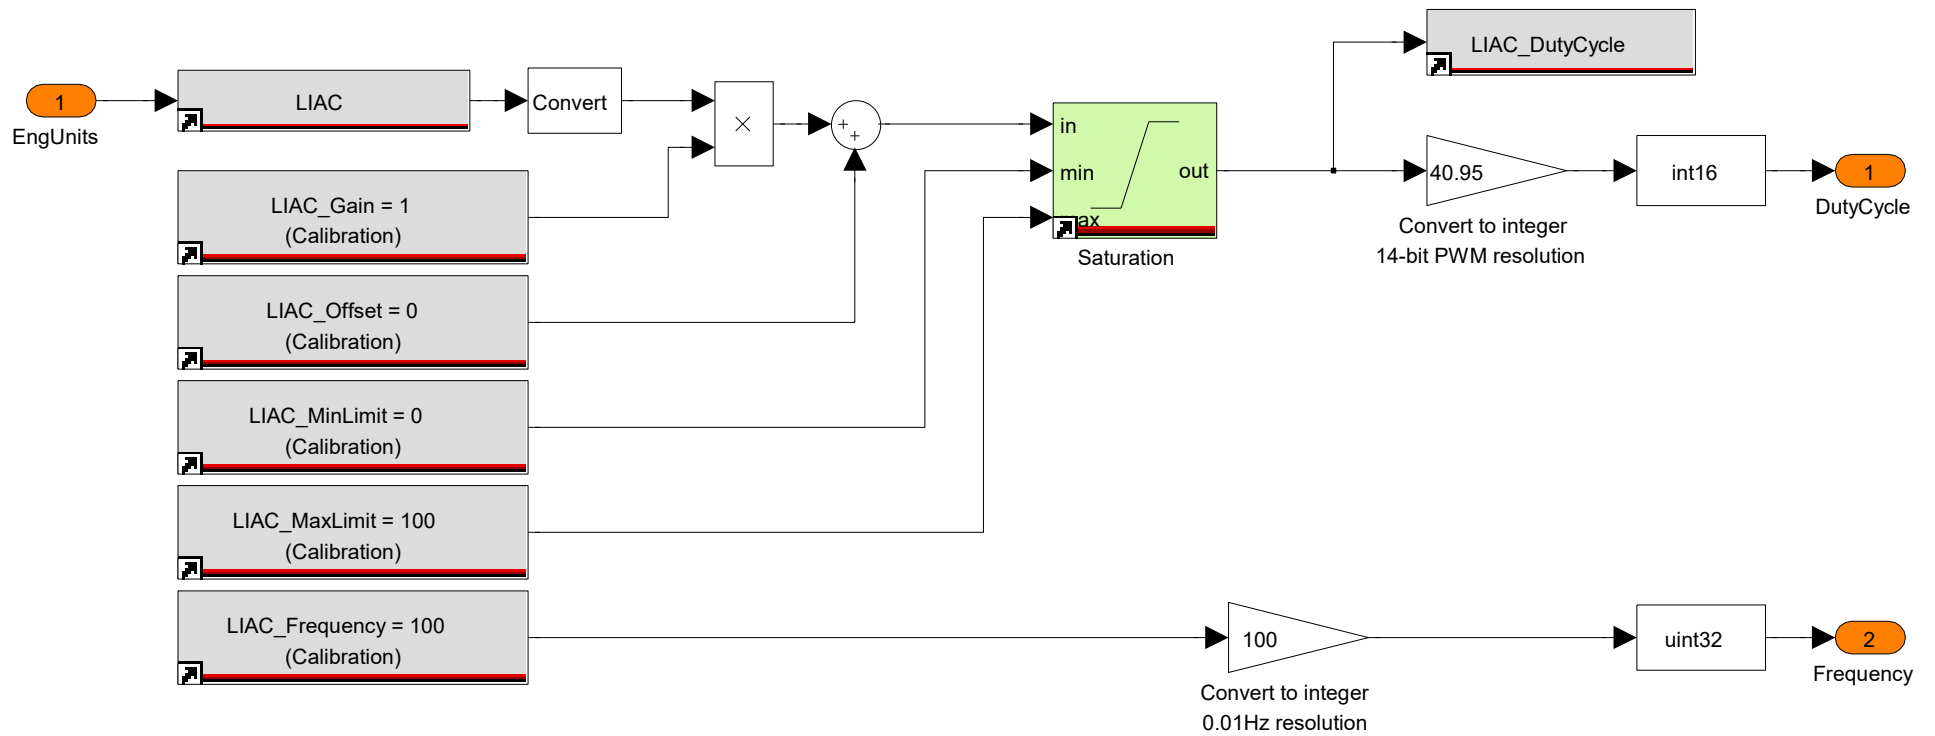 1
EngUnits
LIAC
Convert
×
+
+
LIAC_Gain = 1
(Calibration)
LIAC_Offset = 0
(Calibration)
LIAC_MinLimit = 0
(Calibration)
LIAC_MaxLimit = 100
(Calibration)
LIAC_Frequency = 100
(Calibration)
in
min
ax
out
Saturation
LIAC_DutyCycle
40.95
Convert to integer
14-bit PWM resolution
int16
1
DutyCycle
100
Convert to integer
0.01Hz resolution
uint32
2
Frequency